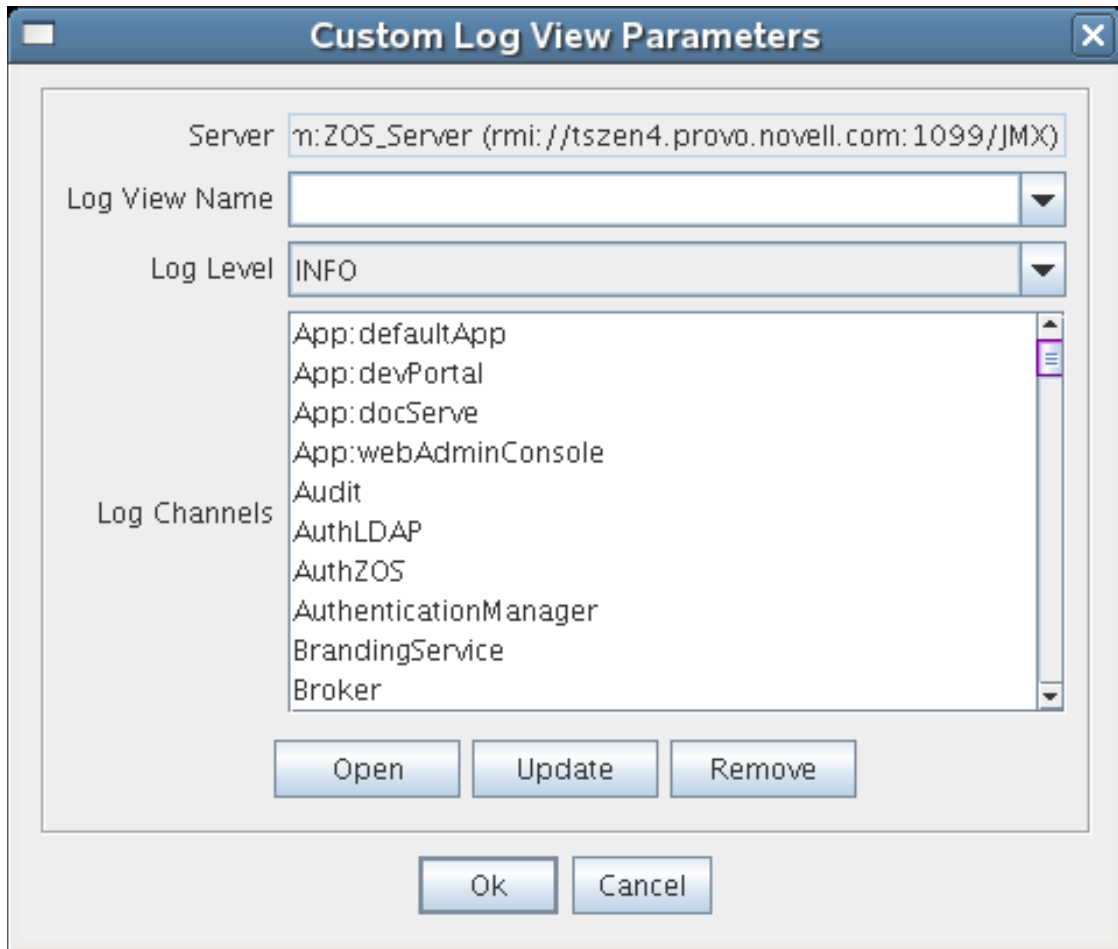 Custom Log View Parameters
Server m:ZOS_Server (rmi://tszen4.provo.novell.com:1099/JMX)
Log View Name
Log Level INFO
App:defaultApp
App:devPortal
App:docServe
App:webAdminConsole
Audit
Log Channels
AuthLDAP
AuthZOS
AuthenticationManager
BrandingService
Broker
Open Update Remove
Ok Cancel